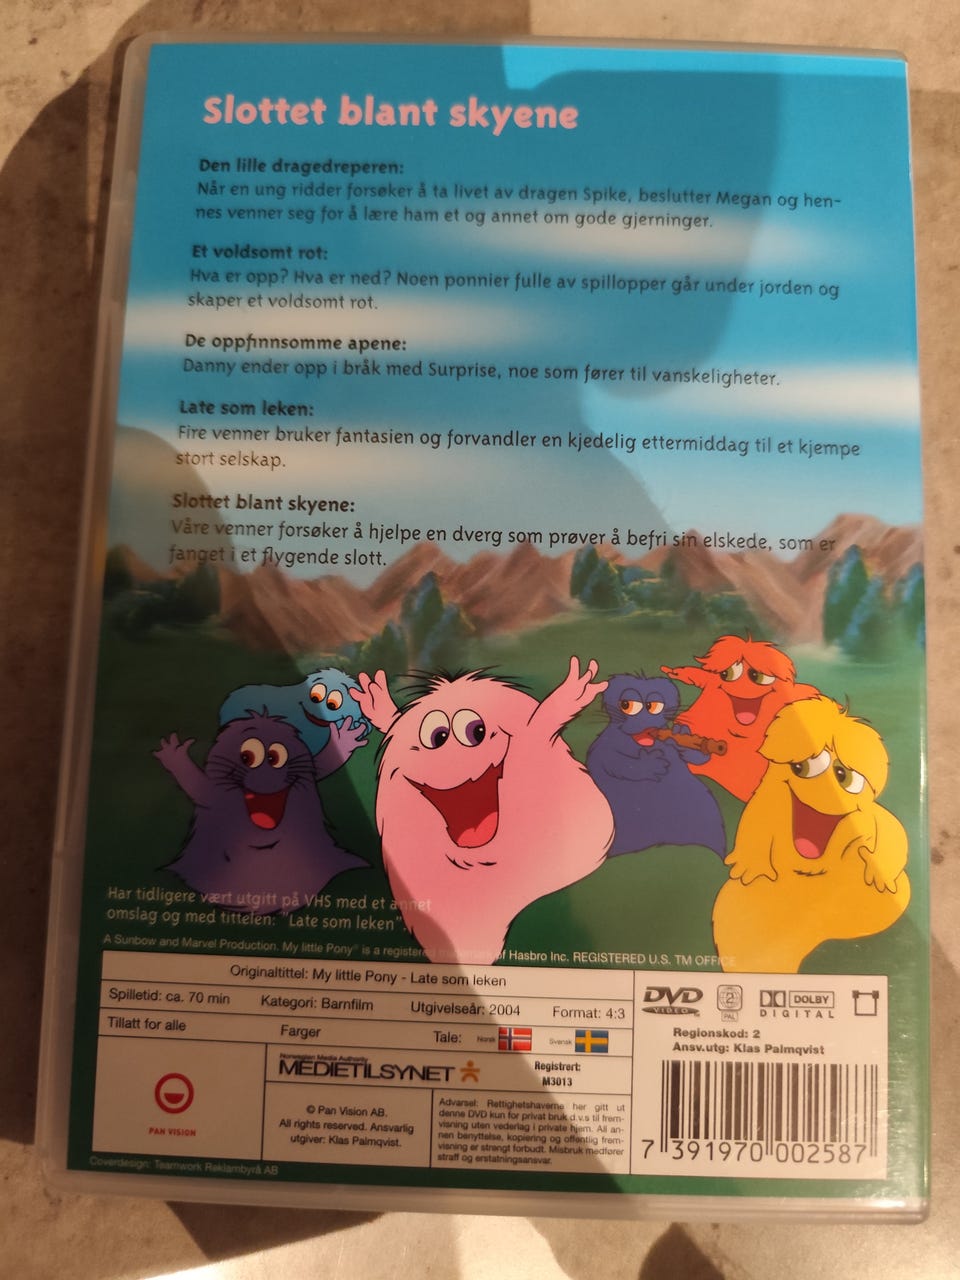 Slottet blant skyene
Den lille dragedreperen:
Når en ung ridder forsøker å ta livet av dragen Spike, beslutter Megan og hen-
nes venner seg for å lære ham et og annet om gode gjerninger.
Et voldsomt rot:
Hva er opp? Hva er ned? Noen ponnier fulle av spillopper går under jorden og
skaper et voldsomt rot.
De oppfinnsomme apene:
Danny ender opp i bråk med Surprise, noe som fører til vanskeligheter.
Late som leken:
Fire venner bruker fantasien og forvandler en kjedelig ettermiddag til et kjempe
stort selskap.
Slottet blant skyene:
Våre venner forsøker å hjelpe en dverg som prøver å befri sin elskede, som er
fanget i et flygende slott.
Har tidligere vært utgitt på VHS med et annet
omslag og med tittelen: "Late som leken".
A Sunbow and Marvel Production. My little Pony® is a registered trademark of Hasbro Inc. REGISTERED U.S. TM OFFICE
Originaltittel: My little Pony - Late som leken
Spilletid: ca. 70 min Kategori: Barnfilm Utgivelseår: 2004 Format: 4:3
Tillatt for alle Farger Tale: Norsk Svensk
DVD VIDEO
2 PAL
DOLBY DIGITAL
Regionskod: 2
Ansv.utg: Klas Palmqvist
PAN VISION
Norwegian Media Authority
MEDIETILSYNET
Registrert:
M3013
© Pan Vision AB.
All rights reserved. Ansvarlig
utgiver: Klas Palmqvist.
Advarsel: Rettighetshaverne her gitt ut
denne DVD kun for privat bruk d.v.s til frem-
visning uten vederlag i private hjem. All an-
nen benyttelse, kopiering og offentlig frem-
visning er strengt forbudt. Misbruk medfører
straff og erstatningsansvar.
7 391970 002587
Coverdesign: Teamwork Reklambyrå AB